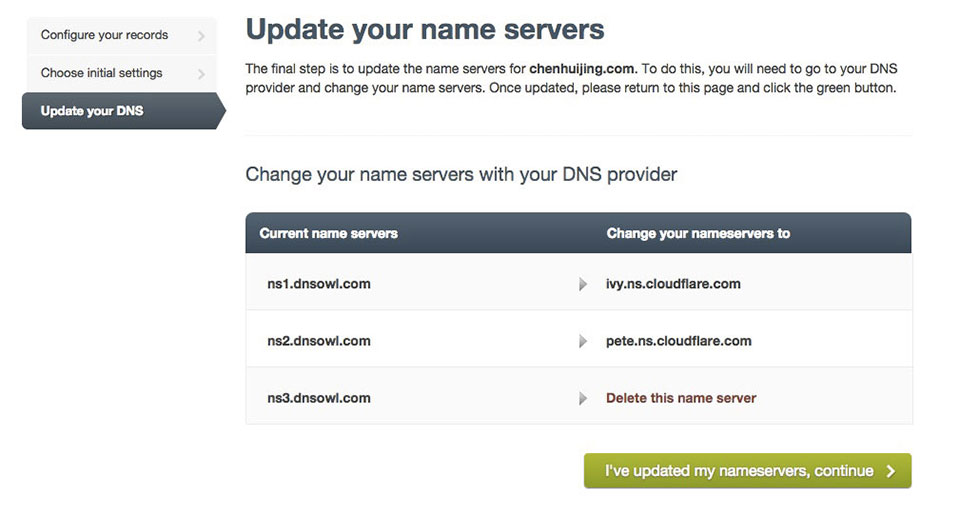 Configure your records
Choose initial settings
Update your DNS
Update your name servers
The final step is to update the name servers for chenhuijing.com. To do this, you will need to go to your DNS
provider and change your name servers. Once updated, please return to this page and click the green button.
Change your name servers with your DNS provider
Current name servers Change your nameservers to
ns1.dnsowl.com ivy.ns.cloudflare.com
ns2.dnsowl.com pete.ns.cloudflare.com
ns3.dnsowl.com Delete this name server
I've updated my nameservers, continue